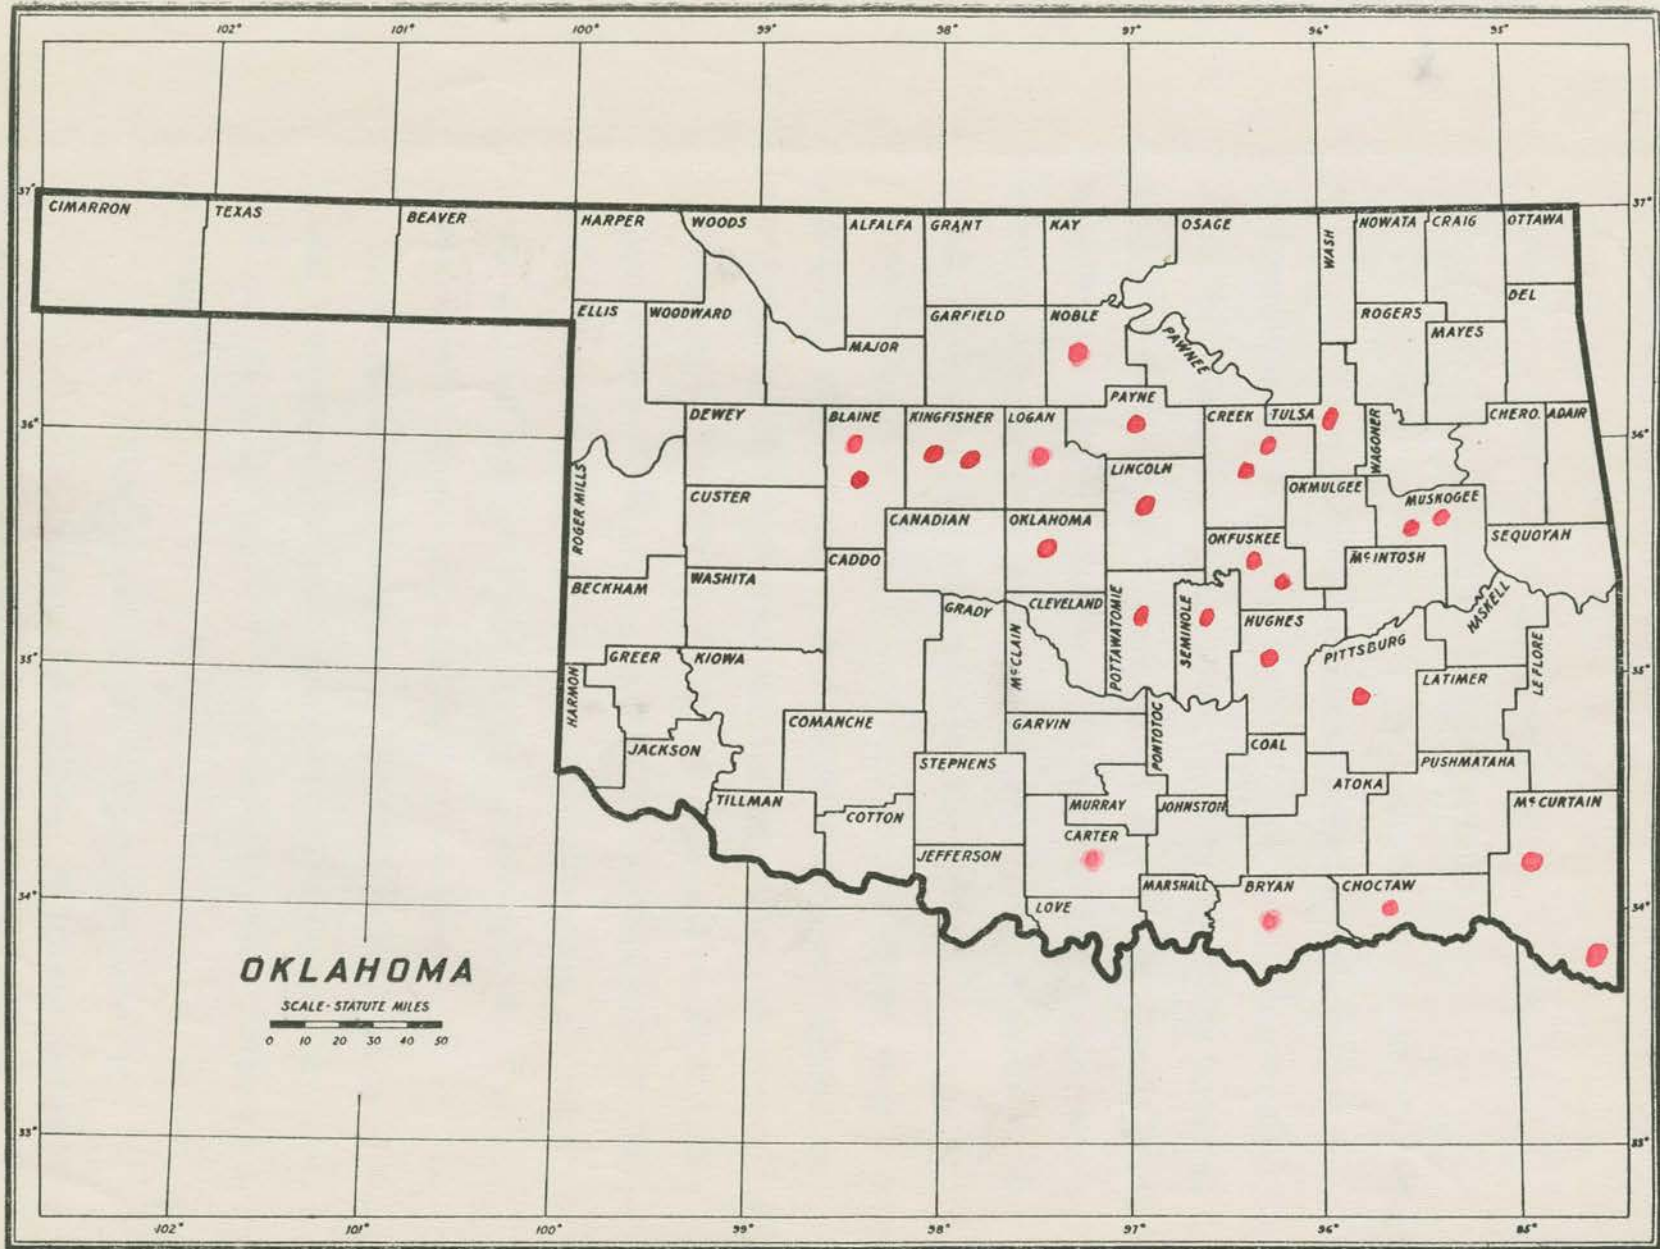 102° 101° 100° 99° 98° 97° 96° 95°
37° 37°
CIMARRON TEXAS BEAVER HARPER WOODS ALFALFA GRANT KAY OSAGE WASH NOWATA CRAIG OTTAWA
ELLIS WOODWARD GARFIELD NOBLE ROGERS DEL
MAJOR PAWNEE MAYES
PAYNE
36° DEWEY BLAINE KINGFISHER LOGAN CREEK TULSA WAGONER CHERO. ADAIR 36°
LINCOLN
ROGER MILLS CUSTER OKMULGEE MUSKOGEE
CANADIAN OKLAHOMA
CADDO OKFUSKEE McINTOSH SEQUOYAH
BECKHAM WASHITA
GRADY CLEVELAND POTTAWATOMIE SEMINOLE HUGHES HASKELL
35° GREER KIOWA McCLAIN PITTSBURG LE FLORE 35°
HARMON LATIMER
COMANCHE GARVIN PONTOTOC
JACKSON COAL
STEPHENS PUSHMATAHA
ATOKA
TILLMAN COTTON MURRAY JOHNSTON McCURTAIN
CARTER
JEFFERSON
34° MARSHALL BRYAN CHOCTAW 34°
LOVE
OKLAHOMA
SCALE - STATUTE MILES
0 10 20 30 40 50
33° 33°
102° 101° 100° 99° 98° 97° 96° 95°